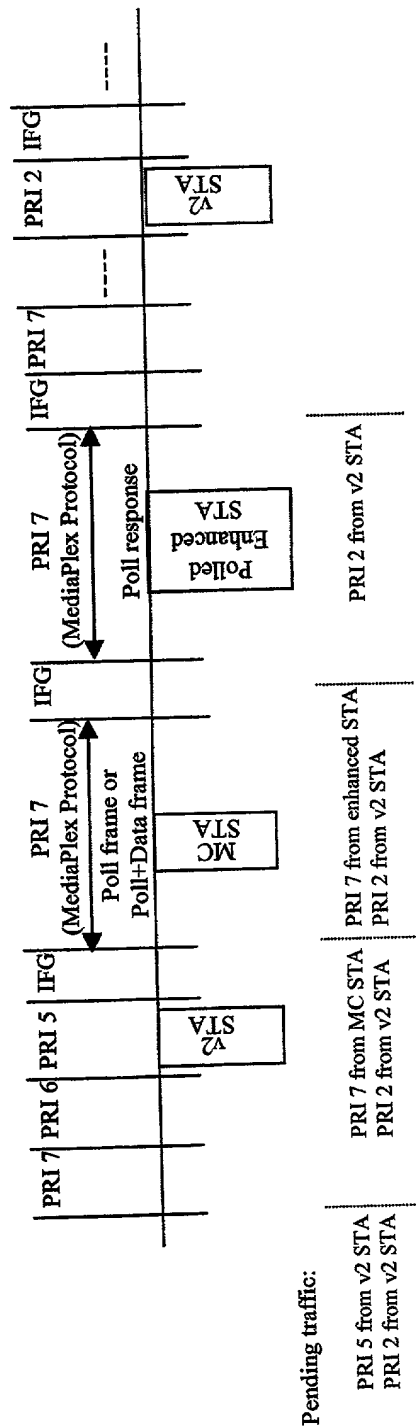 PRI 7
PRI 6
PRI 5
IFG
PRI 7
(MediaPlex Protocol)
Poll frame or
Poll+Data frame
IFG
PRI 7
(MediaPlex Protocol)
Poll response
IFG
PRI 7
-----
PRI 2
IFG
-----
v2
STA
MC
STA
Polled
Enhanced
STA
v2
STA
Pending traffic:
PRI 5 from v2 STA
PRI 2 from v2 STA
PRI 7 from MC STA
PRI 2 from v2 STA
PRI 7 from enhanced STA
PRI 2 from v2 STA
PRI 2 from v2 STA